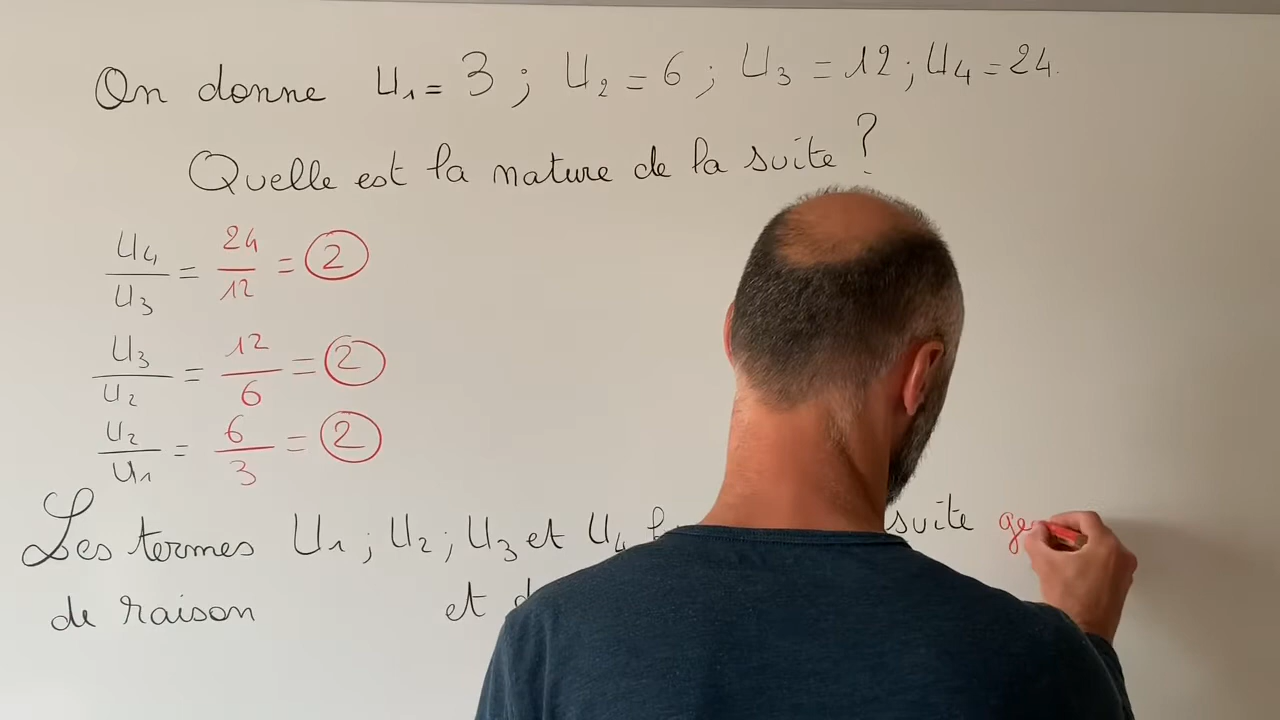 On donne U₁ = 3 ; U₂ = 6 ; U₃ = 12 ; U₄ = 24.
Quelle est la nature de la suite ?
U₄/U₃ = 24/12 = 2
U₃/U₂ = 12/6 = 2
U₂/U₁ = 6/3 = 2
Les termes U₁ ; U₂ ; U₃ et U₄ suite ge
de raison et